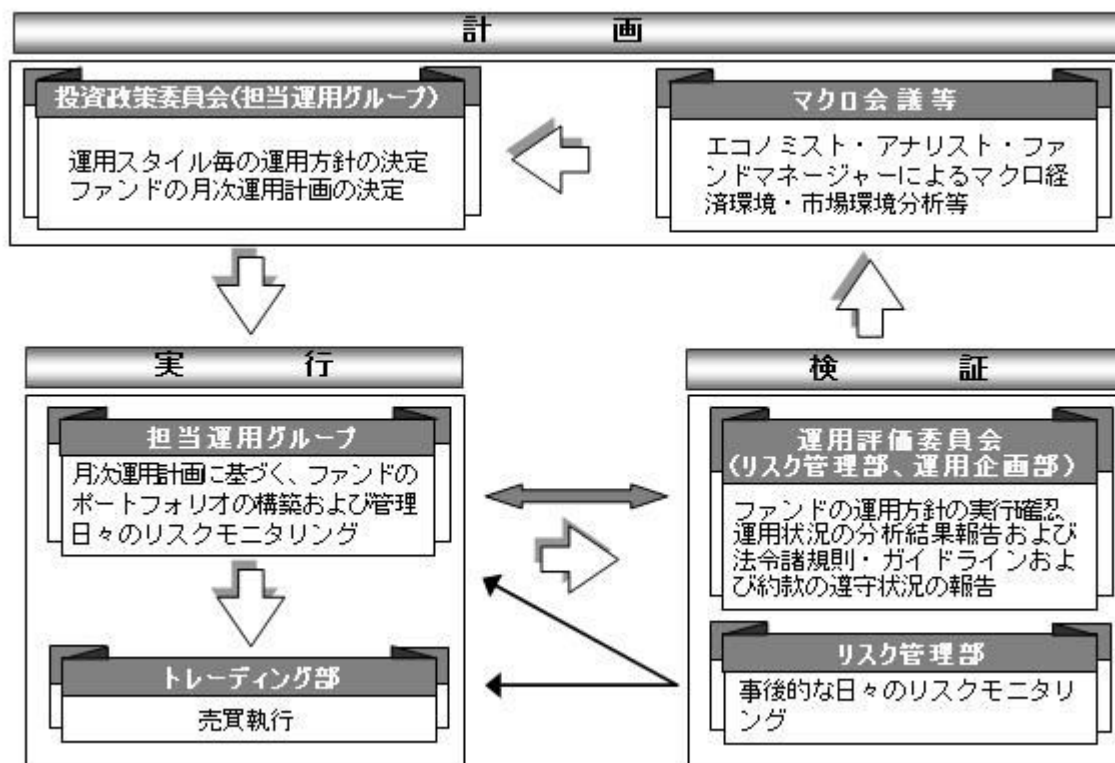 計画
投資政策委員会(担当運用グループ)
運用スタイル毎の運用方針の決定
ファンドの月次運用計画の決定
マクロ会議等
エコノミスト・アナリスト・ファ
ンドマネージャーによるマクロ経
済環境・市場環境分析等
実行
担当運用グループ
月次運用計画に基づく、ファンドの
ポートフォリオの構築および管理
日々のリスクモニタリング
トレーディング部
売買執行
検証
運用評価委員会
(リスク管理部、運用企画部)
ファンドの運用方針の実行確認、
運用状況の分析結果報告および
法令諸規則・ガイドラインおよ
び約款の遵守状況の報告
リスク管理部
事後的な日々のリスクモニタリ
ング